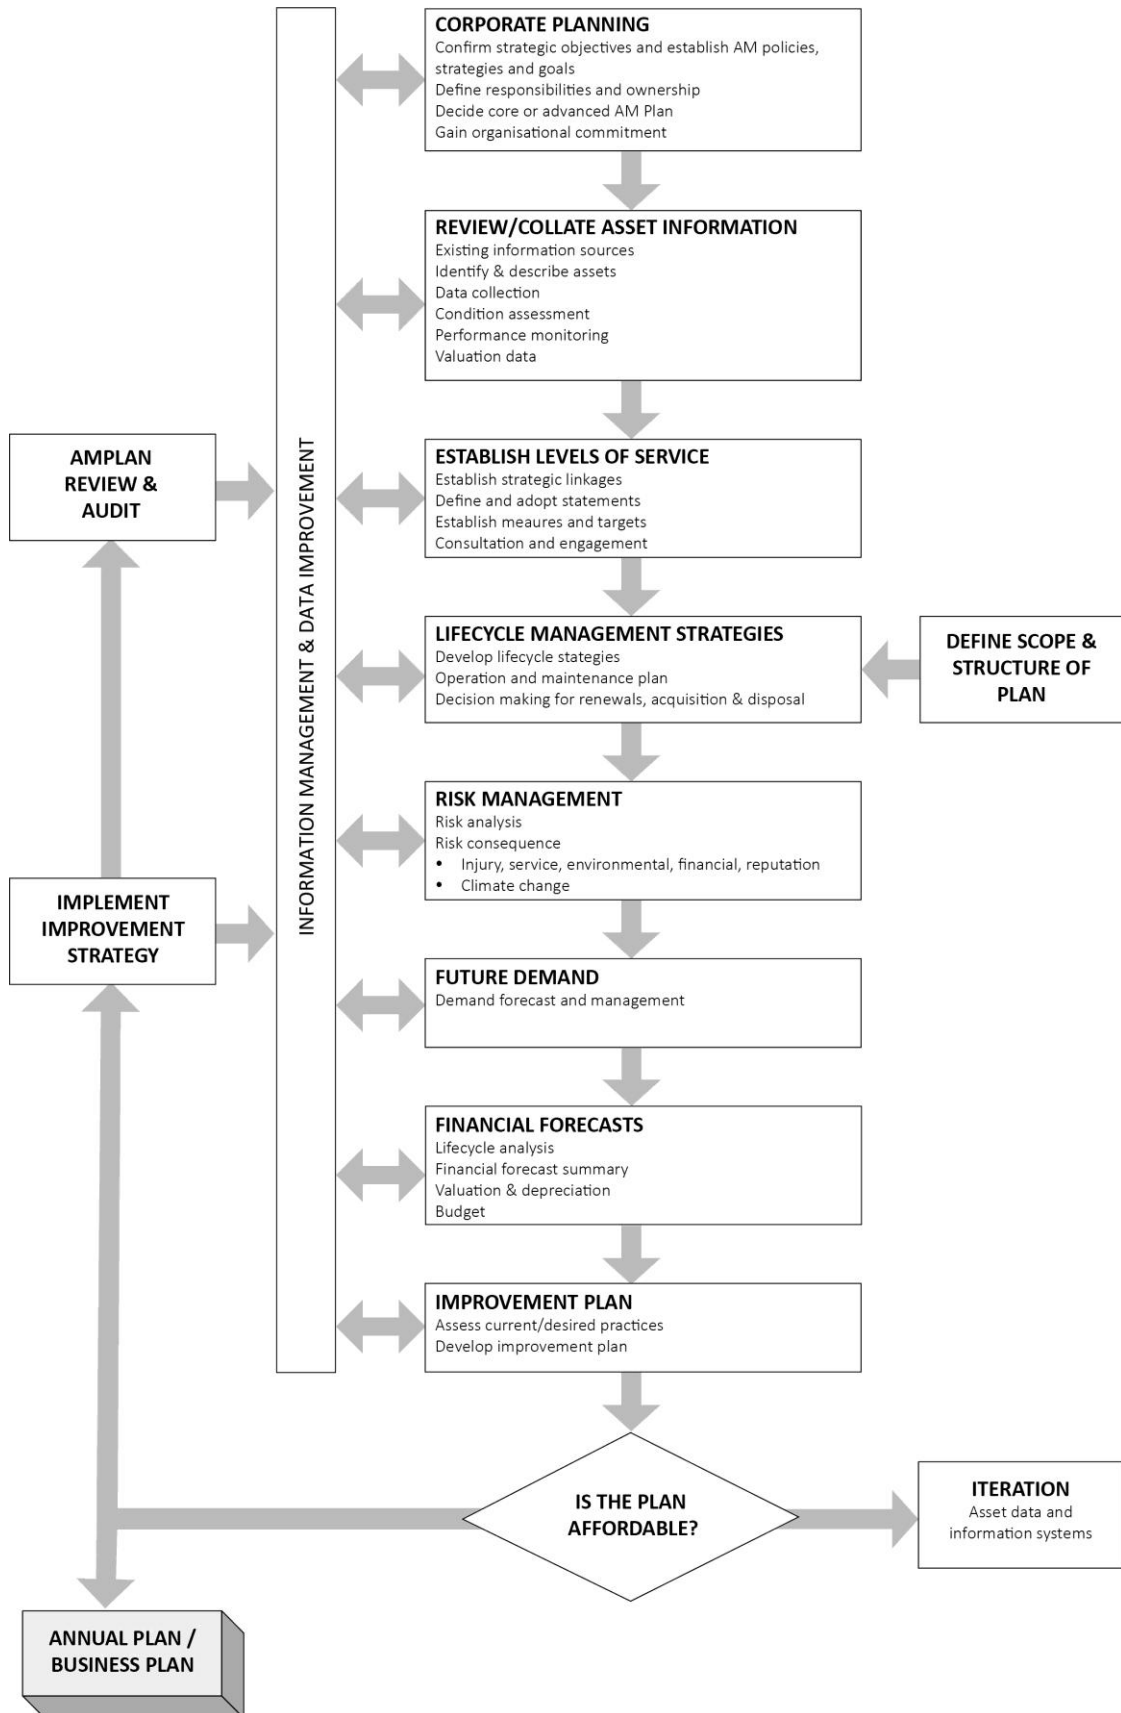 CORPORATE PLANNING
Confirm strategic objectives and establish AM policies,
strategies and goals
Define responsibilities and ownership
Decide core or advanced AM Plan
Gain organisational commitment
REVIEW/COLLATE ASSET INFORMATION
Existing information sources
Identify & describe assets
Data collection
Condition assessment
Performance monitoring
Valuation data
AMPLAN
REVIEW &
AUDIT
INFORMATION MANAGEMENT & DATA IMPROVEMENT
ESTABLISH LEVELS OF SERVICE
Establish strategic linkages
Define and adopt statements
Establish meaures and targets
Consultation and engagement
LIFECYCLE MANAGEMENT STRATEGIES
Develop lifecycle stategies
Operation and maintenance plan
Decision making for renewals, acquisition & disposal
DEFINE SCOPE &
STRUCTURE OF
PLAN
RISK MANAGEMENT
Risk analysis
Risk consequence
• Injury, service, environmental, financial, reputation
• Climate change
IMPLEMENT
IMPROVEMENT
STRATEGY
FUTURE DEMAND
Demand forecast and management
FINANCIAL FORECASTS
Lifecycle analysis
Financial forecast summary
Valuation & depreciation
Budget
IMPROVEMENT PLAN
Assess current/desired practices
Develop improvement plan
IS THE PLAN
AFFORDABLE?
ITERATION
Asset data and
information systems
ANNUAL PLAN /
BUSINESS PLAN